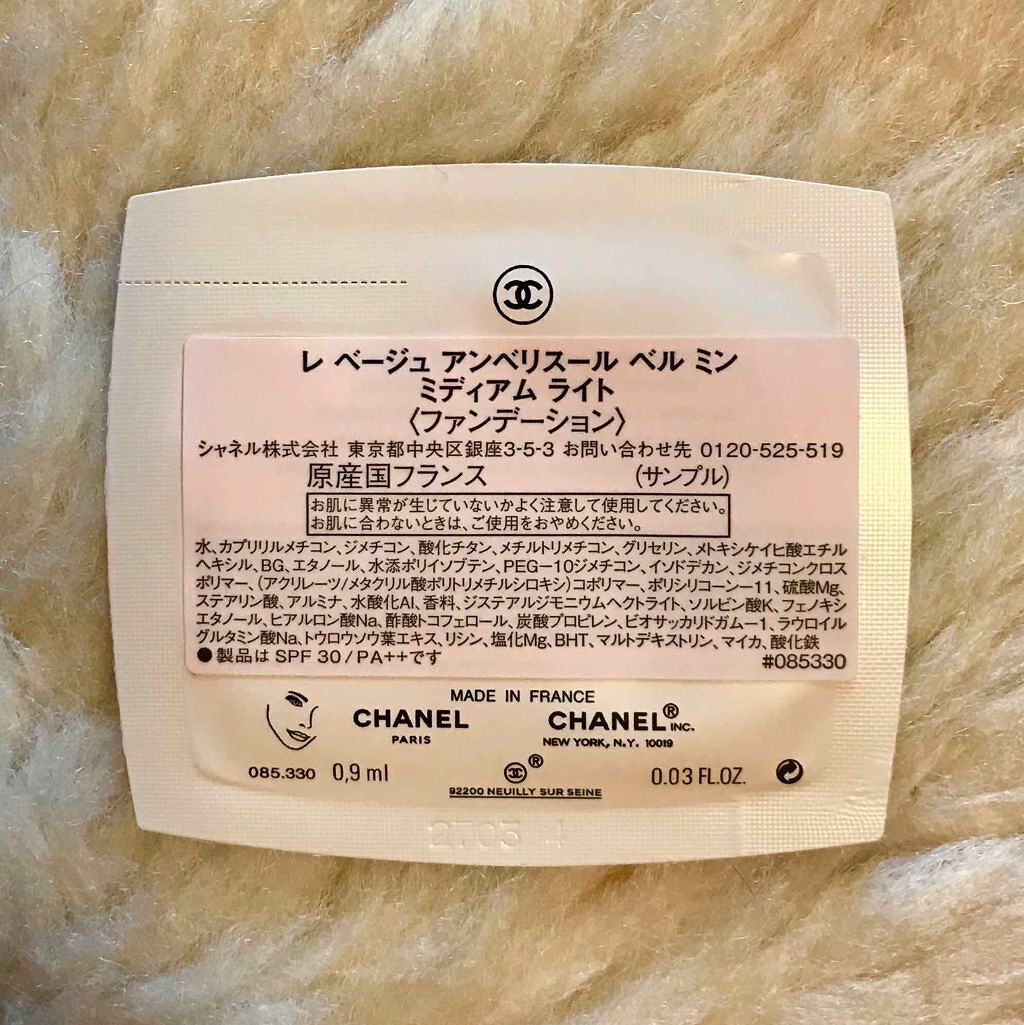 レ ベージュ アンベリスール ベル ミン
ミディアム ライト
〈ファンデーション〉
シャネル株式会社 東京都中央区銀座3-5-3 お問い合わせ先 0120-525-519
原産国フランス (サンプル)
お肌に異常が生じていないかよく注意して使用してください。
お肌に合わないときは、ご使用をおやめください。
水、カプリリルメチコン、ジメチコン、酸化チタン、メチルトリメチコン、グリセリン、メトキシケイヒ酸エチル
ヘキシル、BG、エタノール、水添ポリイソブテン、PEG-10ジメチコン、イソドデカン、ジメチコンクロス
ポリマー、(アクリレーツ/メタクリル酸ポリトリメチルシロキシ)コポリマー、ポリシリコーン-11、硫酸Mg、
ステアリン酸、アルミナ、水酸化Al、香料、ジステアルジモニウムヘクトライト、ソルビン酸K、フェノキシ
エタノール、ヒアルロン酸Na、酢酸トコフェロール、炭酸プロピレン、ビオサッカリドガム-1、ラウロイル
グルタミン酸Na、トウロウソウ葉エキス、リシン、塩化Mg、BHT、マルトデキストリン、マイカ、酸化鉄
●製品は SPF 30/PA++です #085330
MADE IN FRANCE
CHANEL CHANEL® INC.
PARIS NEW YORK, N.Y. 10019
085.330 0,9 ml ® 0.03 FL.OZ.
92200 NEUILLY SUR SEINE